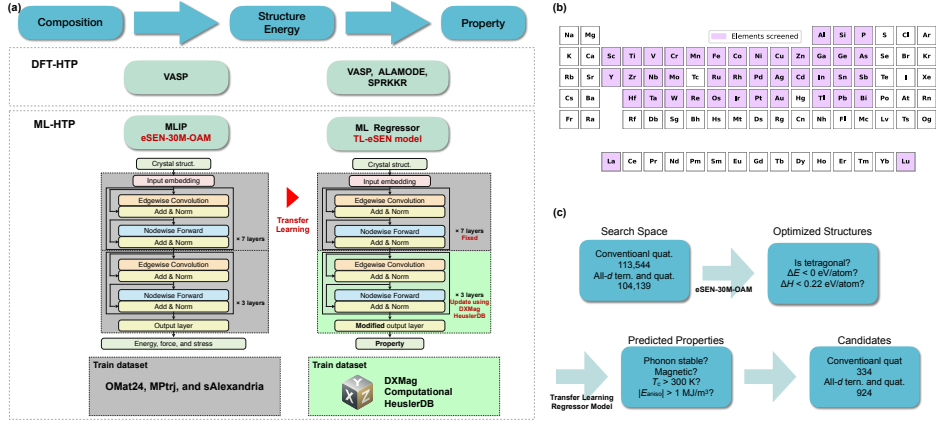 (a)
Composition
Structure
Energy
Property
DFT-HTP
VASP
VASP, ALAMODE,
SPRKKR
ML-HTP
MLIP
eSEN-30M-OAM
ML Regressor
TL-eSEN model
Crystal struct.
Input embedding
Edgewise Convolution
Add & Norm
Nodewise Forward
Add & Norm
× 7 layers
Edgewise Convolution
Add & Norm
Nodewise Forward
Add & Norm
× 3 layers
Output layer
Energy, force, and stress
Transfer
Learning
Crystal struct.
Input embedding
Edgewise Convolution
Add & Norm
Nodewise Forward
Add & Norm
× 7 layers
Fixed
Edgewise Convolution
Add & Norm
Nodewise Forward
Add & Norm
× 3 layers
Update using
DXMag
HeuslerDB
Modified output layer
Property
Train dataset
OMat24, MPtrj, and sAlexandria
Train dataset
X Y Z
DXMag
Computational
HeuslerDB
(b)
Elements screened
Na Mg Al Si P S Cl Ar
K Ca Sc Ti V Cr Mn Fe Co Ni Cu Zn Ga Ge As Se Br Kr
Rb Sr Y Zr Nb Mo Tc Ru Rh Pd Ag Cd In Sn Sb Te I Xe
Cs Ba Hf Ta W Re Os Ir Pt Au Hg Tl Pb Bi Po At Rn
Fr Ra Rf Db Sg Bh Hs Mt Ds Rg Cn Nh Fl Mc Lv Ts Og
La Ce Pr Nd Pm Sm Eu Gd Tb Dy Ho Er Tm Yb Lu
(c)
Search Space
Conventioanl quat.
113,544
All-d tern. and quat.
104,139
eSEN-30M-OAM
Optimized Structures
Is tetragonal?
ΔE < 0 eV/atom?
ΔH < 0.22 eV/atom?
Transfer Learning
Regressor Model
Predicted Properties
Phonon stable?
Magnetic?
Tc > 300 K?
|Eaniso| > 1 MJ/m³?
Candidates
Conventioanl quat
334
All-d tern. and quat.
924